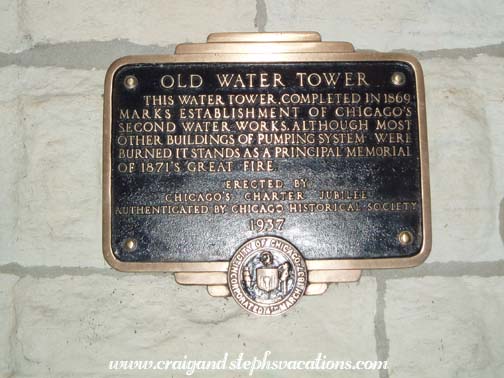 OLD WATER TOWER
THIS WATER TOWER, COMPLETED IN 1869
MARKS ESTABLISHMENT OF CHICAGO'S
SECOND WATER WORKS. ALTHOUGH MOST
OTHER BUILDINGS OF PUMPING SYSTEM WERE
BURNED IT STANDS AS A PRINCIPAL MEMORIAL
OF 1871'S GREAT FIRE.
ERECTED BY
CHICAGO'S CHARTER JUBILEE
AUTHENTICATED BY CHICAGO HISTORICAL SOCIETY
1937
www.craigandstephsvacations.com